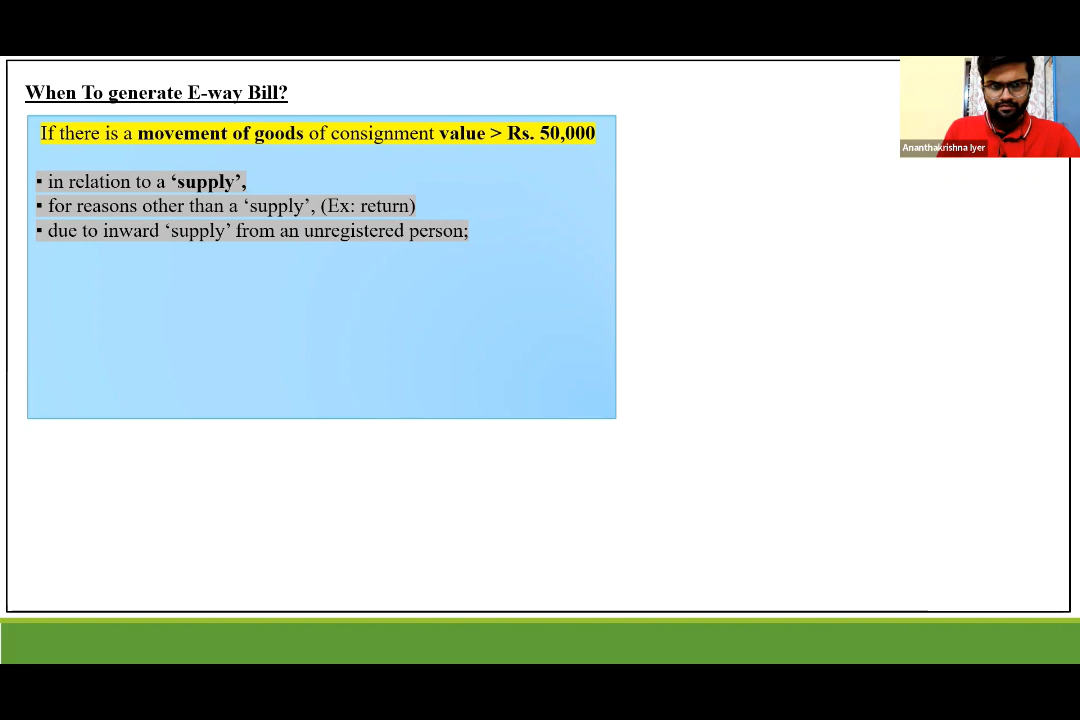 When To generate E-way Bill?
If there is a movement of goods of consignment value > Rs. 50,000
▪ in relation to a ‘supply’,
▪ for reasons other than a ‘supply’, (Ex: return)
▪ due to inward ‘supply’ from an unregistered person;
Ananthakrishna Iyer